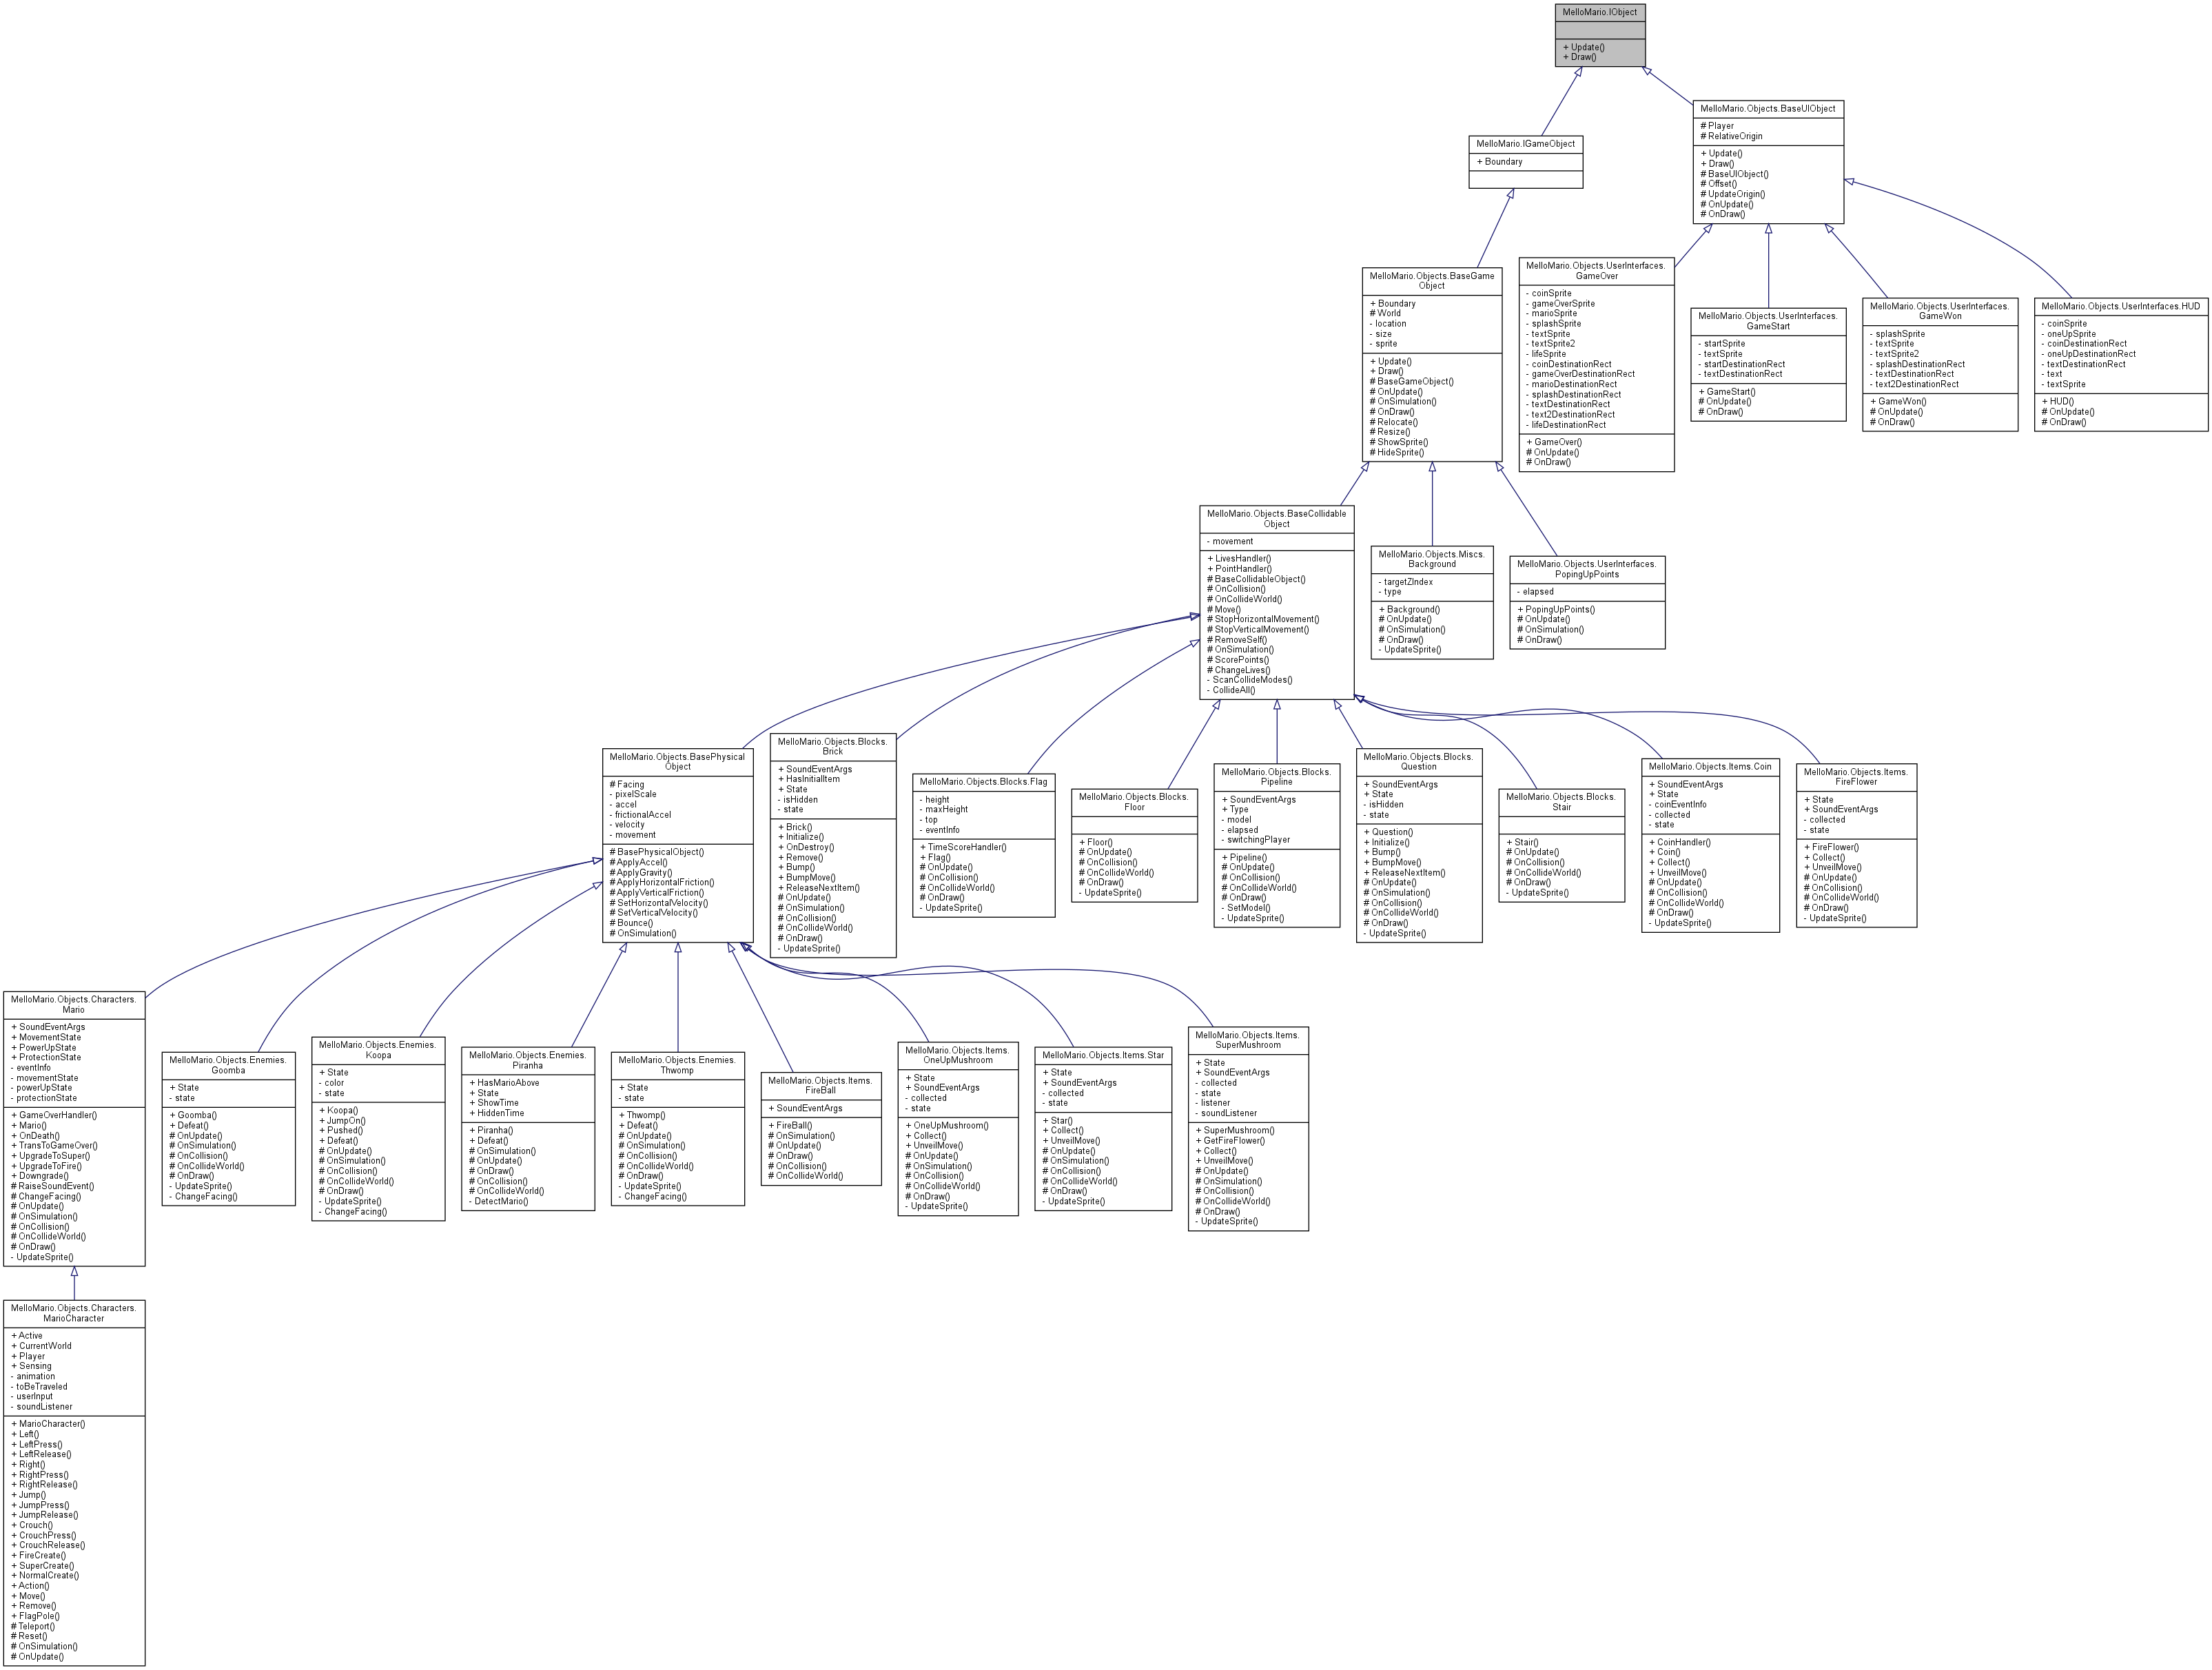 MelloMario.IObject
+ Update()
+ Draw()
MelloMario.Objects.BaseUIObject
# Player
# RelativeOrigin
+ Update()
+ Draw()
# BaseUIObject()
# Offset()
# UpdateOrigin()
# OnUpdate()
# OnDraw()
MelloMario.IGameObject
+ Boundary
MelloMario.Objects.BaseGame
Object
+ Boundary
# World
- location
- size
- sprite
+ Update()
+ Draw()
# BaseGameObject()
# OnUpdate()
# OnSimulation()
# OnDraw()
# Relocate()
# Resize()
# ShowSprite()
# HideSprite()
MelloMario.Objects.UserInterfaces.
GameOver
- coinSprite
- gameOverSprite
- marioSprite
- splashSprite
- textSprite
- textSprite2
- lifeSprite
- coinDestinationRect
- gameOverDestinationRect
- marioDestinationRect
- splashDestinationRect
- textDestinationRect
- text2DestinationRect
- lifeDestinationRect
+ GameOver()
# OnUpdate()
# OnDraw()
MelloMario.Objects.UserInterfaces.
GameStart
- startSprite
- textSprite
- startDestinationRect
- textDestinationRect
+ GameStart()
# OnUpdate()
# OnDraw()
MelloMario.Objects.UserInterfaces.
GameWon
- splashSprite
- textSprite
- textSprite2
- splashDestinationRect
- textDestinationRect
- text2DestinationRect
+ GameWon()
# OnUpdate()
# OnDraw()
MelloMario.Objects.UserInterfaces.HUD
- coinSprite
- oneUpSprite
- coinDestinationRect
- oneUpDestinationRect
- textDestinationRect
- text
- textSprite
+ HUD()
# OnUpdate()
# OnDraw()
MelloMario.Objects.BaseCollidable
Object
- movement
+ LivesHandler()
+ PointHandler()
# BaseCollidableObject()
# OnCollision()
# OnCollideWorld()
# Move()
# StopHorizontalMovement()
# StopVerticalMovement()
# RemoveSelf()
# OnSimulation()
# ScorePoints()
# ChangeLives()
- ScanCollideModes()
- CollideAll()
MelloMario.Objects.Miscs.
Background
- targetZIndex
- type
+ Background()
# OnUpdate()
# OnSimulation()
# OnDraw()
- UpdateSprite()
MelloMario.Objects.UserInterfaces.
PopingUpPoints
- elapsed
+ PopingUpPoints()
# OnUpdate()
# OnSimulation()
# OnDraw()
MelloMario.Objects.BasePhysical
Object
# Facing
- pixelScale
- accel
- frictionalAccel
- velocity
- movement
# BasePhysicalObject()
# ApplyAccel()
# ApplyGravity()
# ApplyHorizontalFriction()
# ApplyVerticalFriction()
# SetHorizontalVelocity()
# SetVerticalVelocity()
# Bounce()
# OnSimulation()
MelloMario.Objects.Blocks.
Brick
+ SoundEventArgs
+ HasInitialItem
+ State
- isHidden
- state
+ Brick()
+ Initialize()
+ OnDestroy()
+ Remove()
+ Bump()
+ BumpMove()
+ ReleaseNextItem()
# OnUpdate()
# OnSimulation()
# OnCollision()
# OnCollideWorld()
# OnDraw()
- UpdateSprite()
MelloMario.Objects.Blocks.Flag
- height
- maxHeight
- top
- eventInfo
+ TimeScoreHandler()
+ Flag()
# OnUpdate()
# OnCollision()
# OnCollideWorld()
# OnDraw()
- UpdateSprite()
MelloMario.Objects.Blocks.
Floor
+ Floor()
# OnUpdate()
# OnCollision()
# OnCollideWorld()
# OnDraw()
- UpdateSprite()
MelloMario.Objects.Blocks.
Pipeline
+ SoundEventArgs
+ Type
- model
- elapsed
- switchingPlayer
+ Pipeline()
# OnUpdate()
# OnCollision()
# OnCollideWorld()
# OnDraw()
- SetModel()
- UpdateSprite()
MelloMario.Objects.Blocks.
Question
+ SoundEventArgs
+ State
- isHidden
- state
+ Question()
+ Initialize()
+ Bump()
+ BumpMove()
+ ReleaseNextItem()
# OnUpdate()
# OnSimulation()
# OnCollision()
# OnCollideWorld()
# OnDraw()
- UpdateSprite()
MelloMario.Objects.Blocks.
Stair
+ Stair()
# OnUpdate()
# OnCollision()
# OnCollideWorld()
# OnDraw()
- UpdateSprite()
MelloMario.Objects.Items.Coin
+ SoundEventArgs
+ State
- coinEventInfo
- collected
- state
+ CoinHandler()
+ Coin()
+ Collect()
+ UnveilMove()
# OnUpdate()
# OnCollision()
# OnCollideWorld()
# OnDraw()
- UpdateSprite()
MelloMario.Objects.Items.
FireFlower
+ State
+ SoundEventArgs
- collected
- state
+ FireFlower()
+ Collect()
+ UnveilMove()
# OnUpdate()
# OnCollision()
# OnCollideWorld()
# OnDraw()
- UpdateSprite()
MelloMario.Objects.Characters.
Mario
+ SoundEventArgs
+ MovementState
+ PowerUpState
+ ProtectionState
- eventInfo
- movementState
- powerUpState
- protectionState
+ GameOverHandler()
+ Mario()
+ OnDeath()
+ TransToGameOver()
+ UpgradeToSuper()
+ UpgradeToFire()
+ Downgrade()
# RaiseSoundEvent()
# ChangeFacing()
# OnUpdate()
# OnSimulation()
# OnCollision()
# OnCollideWorld()
# OnDraw()
- UpdateSprite()
MelloMario.Objects.Enemies.
Goomba
+ State
- state
+ Goomba()
+ Defeat()
# OnUpdate()
# OnSimulation()
# OnCollision()
# OnCollideWorld()
# OnDraw()
- UpdateSprite()
- ChangeFacing()
MelloMario.Objects.Enemies.
Koopa
+ State
- color
- state
+ Koopa()
+ JumpOn()
+ Pushed()
+ Defeat()
# OnUpdate()
# OnSimulation()
# OnCollision()
# OnCollideWorld()
# OnDraw()
- UpdateSprite()
- ChangeFacing()
MelloMario.Objects.Enemies.
Piranha
+ HasMarioAbove
+ State
+ ShowTime
+ HiddenTime
+ Piranha()
+ Defeat()
# OnSimulation()
# OnUpdate()
# OnDraw()
# OnCollision()
# OnCollideWorld()
- DetectMario()
MelloMario.Objects.Enemies.
Thwomp
+ State
- state
+ Thwomp()
+ Defeat()
# OnUpdate()
# OnSimulation()
# OnCollision()
# OnCollideWorld()
# OnDraw()
- UpdateSprite()
- ChangeFacing()
MelloMario.Objects.Items.
FireBall
+ SoundEventArgs
+ FireBall()
# OnSimulation()
# OnUpdate()
# OnDraw()
# OnCollision()
# OnCollideWorld()
MelloMario.Objects.Items.
OneUpMushroom
+ State
+ SoundEventArgs
- collected
- state
+ OneUpMushroom()
+ Collect()
+ UnveilMove()
# OnUpdate()
# OnSimulation()
# OnCollision()
# OnCollideWorld()
# OnDraw()
- UpdateSprite()
MelloMario.Objects.Items.Star
+ State
+ SoundEventArgs
- collected
- state
+ Star()
+ Collect()
+ UnveilMove()
# OnUpdate()
# OnSimulation()
# OnCollision()
# OnCollideWorld()
# OnDraw()
- UpdateSprite()
MelloMario.Objects.Items.
SuperMushroom
+ State
+ SoundEventArgs
- collected
- state
- listener
- soundListener
+ SuperMushroom()
+ GetFireFlower()
+ Collect()
+ UnveilMove()
# OnUpdate()
# OnSimulation()
# OnCollision()
# OnCollideWorld()
# OnDraw()
- UpdateSprite()
MelloMario.Objects.Characters.
MarioCharacter
+ Active
+ CurrentWorld
+ Player
+ Sensing
- animation
- toBeTraveled
- userInput
- soundListener
+ MarioCharacter()
+ Left()
+ LeftPress()
+ LeftRelease()
+ Right()
+ RightPress()
+ RightRelease()
+ Jump()
+ JumpPress()
+ JumpRelease()
+ Crouch()
+ CrouchPress()
+ CrouchRelease()
+ FireCreate()
+ SuperCreate()
+ NormalCreate()
+ Action()
+ Move()
+ Remove()
+ FlagPole()
# Teleport()
# Reset()
# OnSimulation()
# OnUpdate()